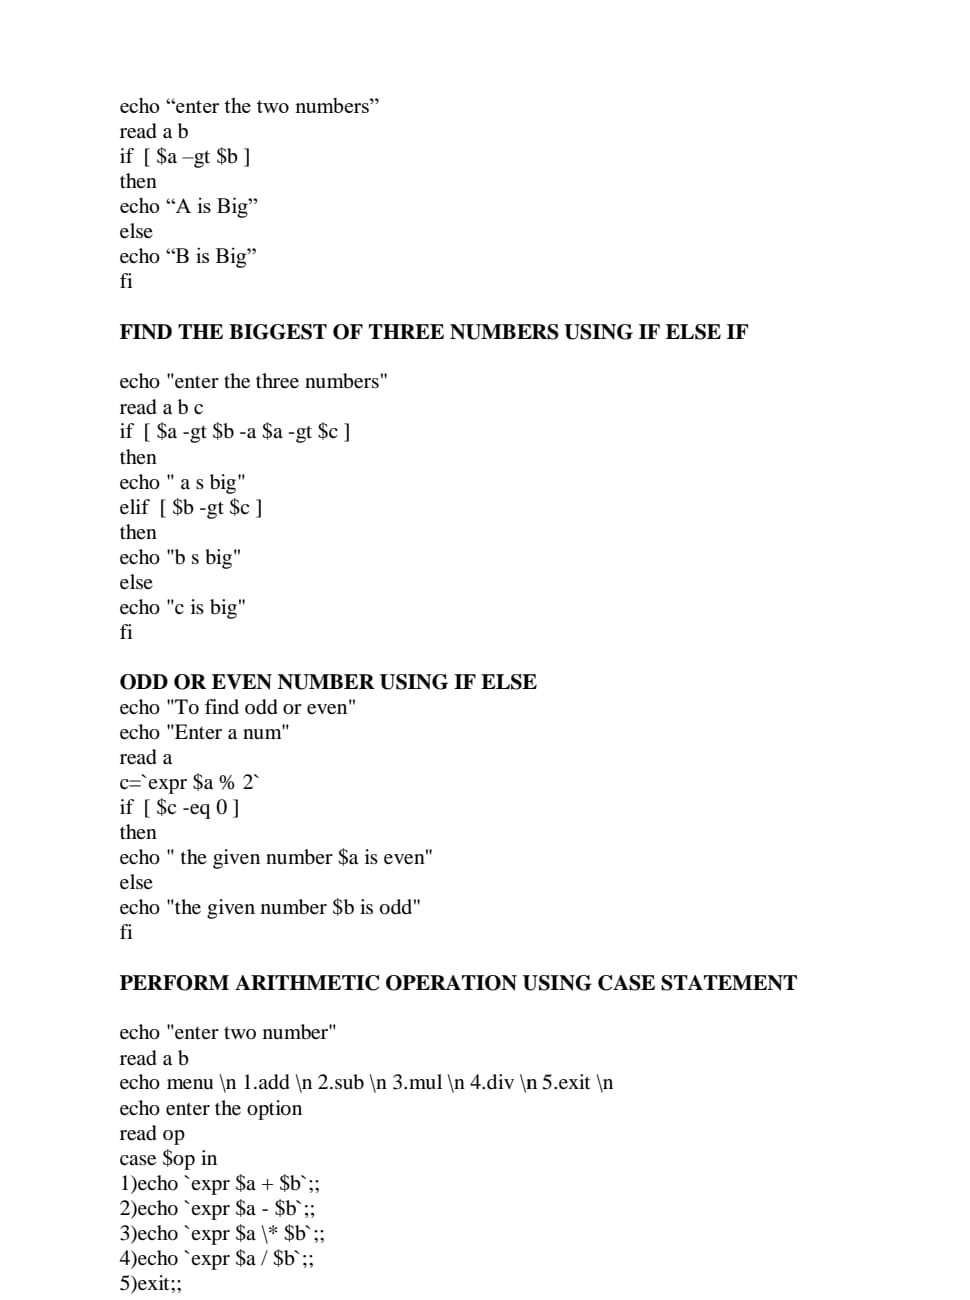 echo “enter the two numbers”
read a b
if [ $a –gt $b ]
then
echo “A is Big”
else
echo “B is Big”
fi
FIND THE BIGGEST OF THREE NUMBERS USING IF ELSE IF
echo "enter the three numbers"
read a b c
if [ $a -gt $b -a $a -gt $c ]
then
echo " a s big"
elif [ $b -gt $c ]
then
echo "b s big"
else
echo "c is big"
fi
ODD OR EVEN NUMBER USING IF ELSE
echo "To find odd or even"
echo "Enter a num"
read a
c=`expr $a % 2`
if [ $c -eq 0 ]
then
echo " the given number $a is even"
else
echo "the given number $b is odd"
fi
PERFORM ARITHMETIC OPERATION USING CASE STATEMENT
echo "enter two number"
read a b
echo menu \n 1.add \n 2.sub \n 3.mul \n 4.div \n 5.exit \n
echo enter the option
read op
case $op in
1)echo `expr $a + $b`;;
2)echo `expr $a - $b`;;
3)echo `expr $a \* $b`;;
4)echo `expr $a / $b`;;
5)exit;;